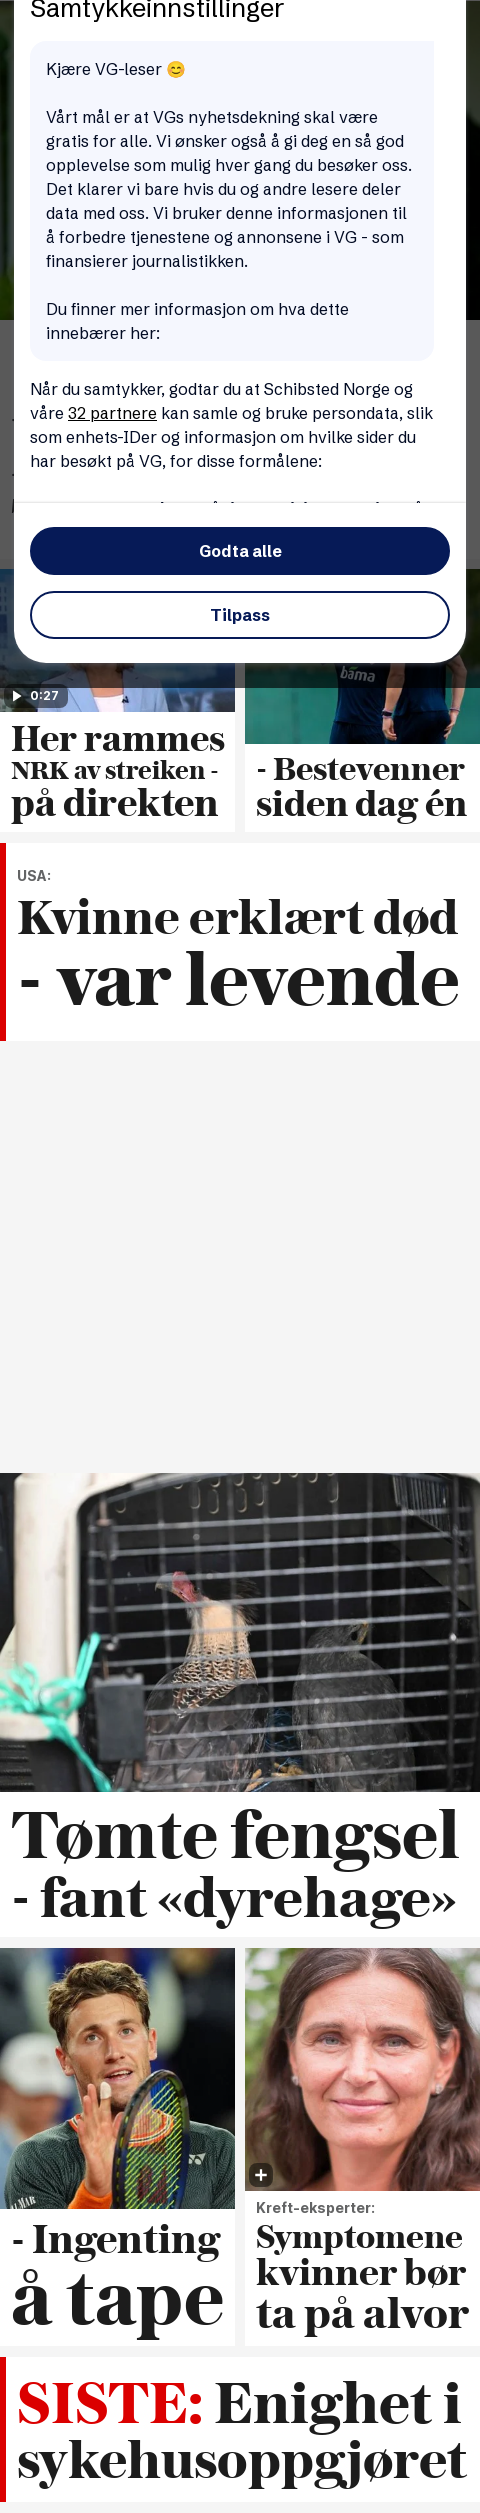 Samtykkeinnstillinger
Kjære VG-leser 😊
Vårt mål er at VGs nyhetsdekning skal være
gratis for alle. Vi ønsker også å gi deg en så god
opplevelse som mulig hver gang du besøker oss.
Det klarer vi bare hvis du og andre lesere deler
data med oss. Vi bruker denne informasjonen til
å forbedre tjenestene og annonsene i VG - som
finansierer journalistikken.
Du finner mer informasjon om hva dette
innebærer her:
Når du samtykker, godtar du at Schibsted Norge og
våre 32 partnere kan samle og bruke persondata, slik
som enhets-IDer og informasjon om hvilke sider du
har besøkt på VG, for disse formålene:
Godta alle
Tilpass
0:27
bama
Her rammes
NRK av streiken -
på direkten
- Bestevenner
siden dag én
USA:
Kvinne erklært død
- var levende
Tømte fengsel
- fant «dyrehage»
- Ingenting
å tape
Kreft-eksperter:
Symptomene
kvinner bør
ta på alvor
SISTE: Enighet i
sykehusoppgjøret